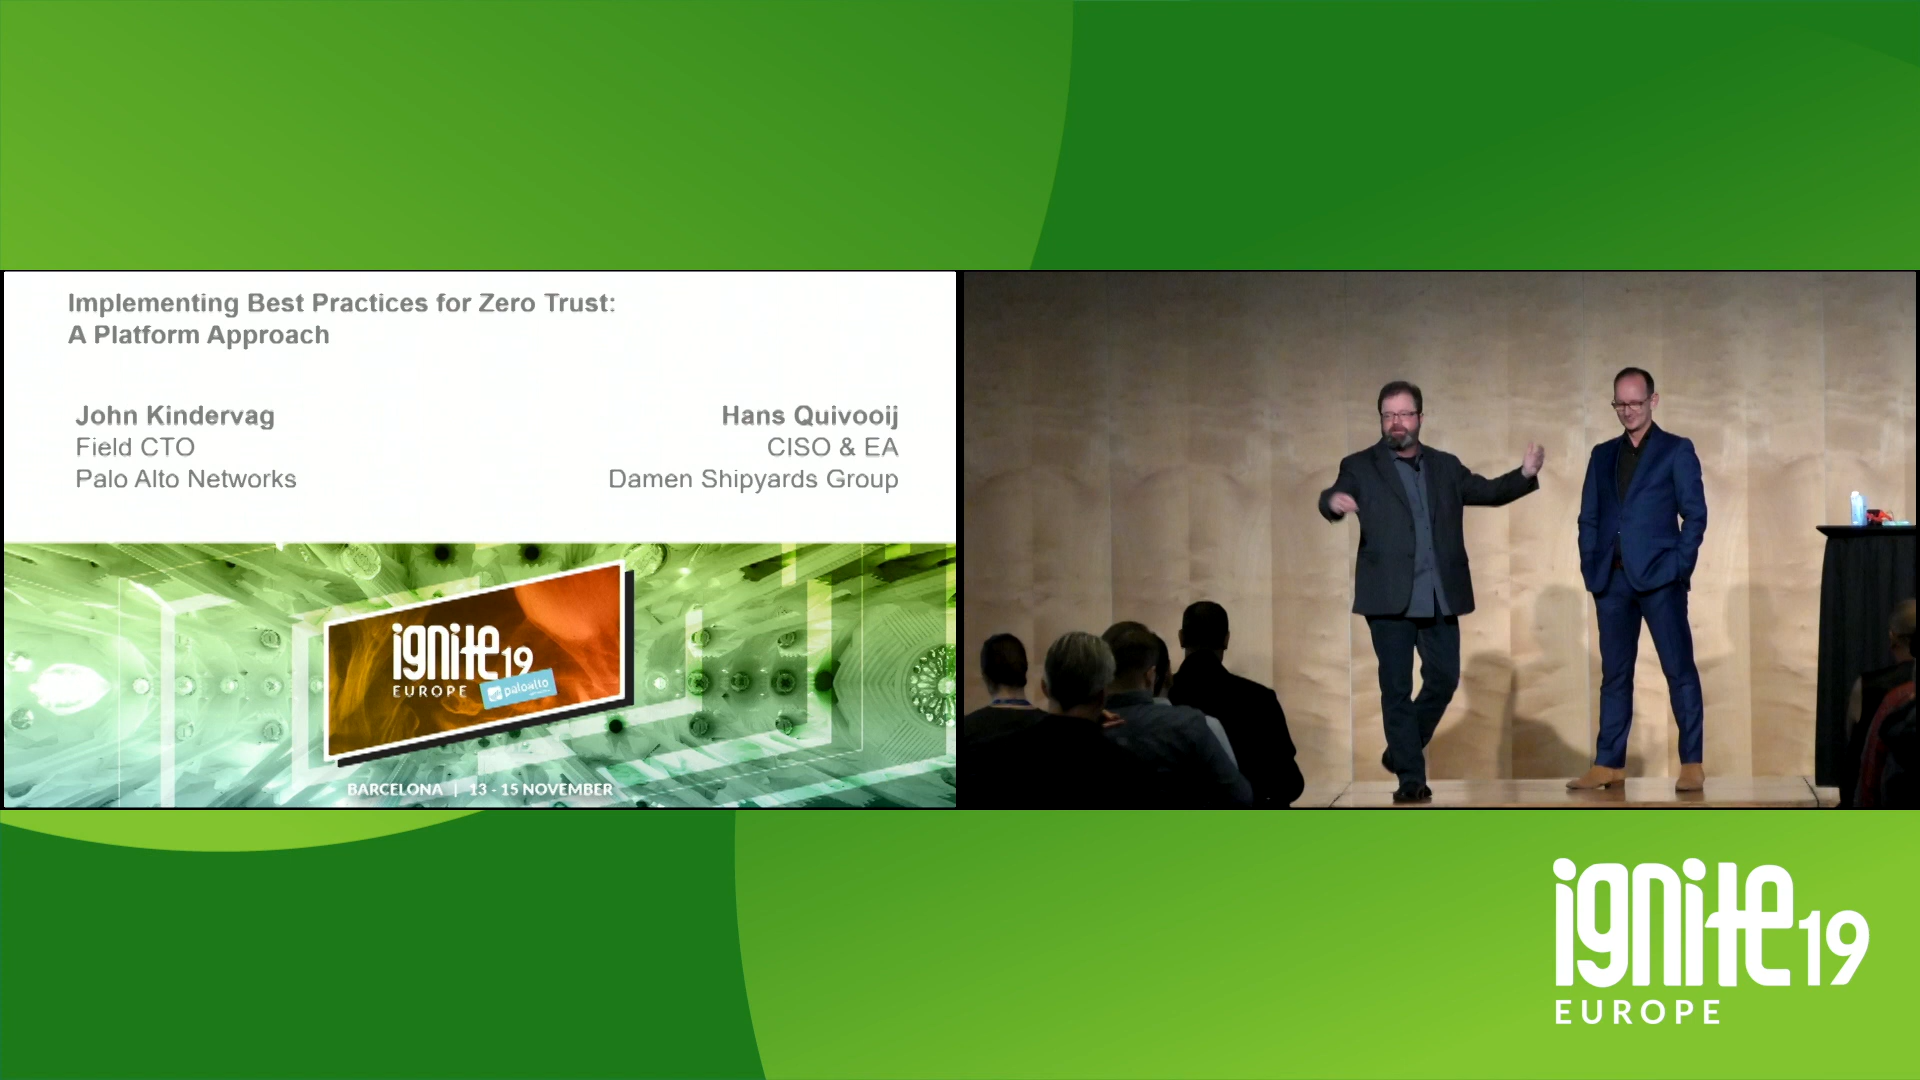 Implementing Best Practices for Zero Trust:
A Platform Approach
John Kindervag
Field CTO
Palo Alto Networks
Hans Quivooij
CISO & EA
Damen Shipyards Group
ignite19
EUROPE
paloalto
BARCELONA | 13 - 15 NOVEMBER
ignite19
EUROPE